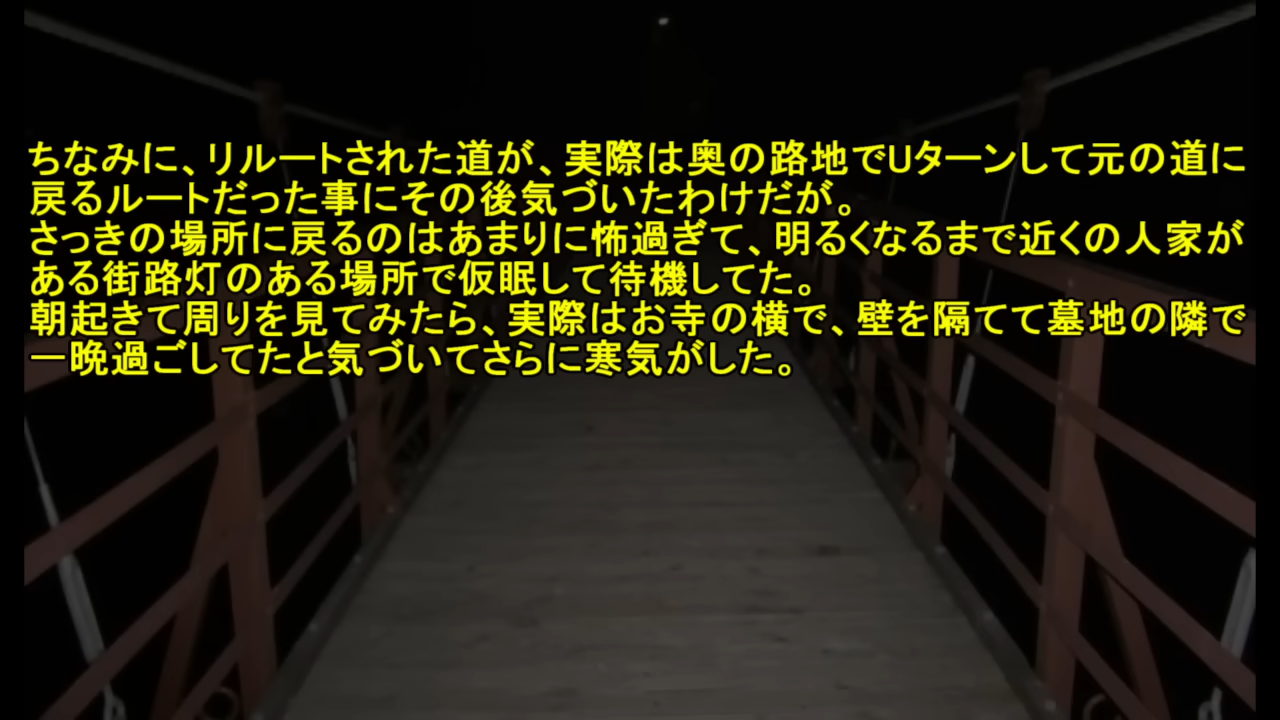 ちなみに、リルートされた道が、実際は奥の路地でUターンして元の道に
戻るルートだった事にその後気づいたわけだが。
さっきの場所に戻るのはあまりに怖過ぎて、明るくなるまで近くの人家が
ある街路灯のある場所で仮眠して待機してた。
朝起きて周りを見てみたら、実際はお寺の横で、壁を隔てて墓地の隣で
一晩過ごしてたと気づいてさらに寒気がした。